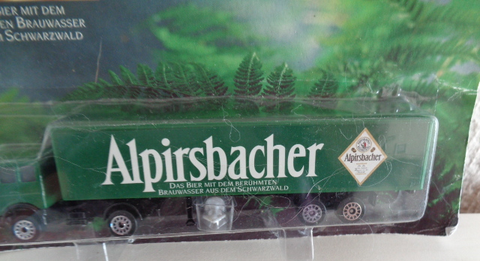 BIER MIT DEM
EN BRAUWASSER
M SCHWARZWALD
Alpirsbacher
DAS BIER MIT DEM BERÜHMTEN
BRAUWASSER AUS DEM SCHWARZWALD
Alpirsbacher